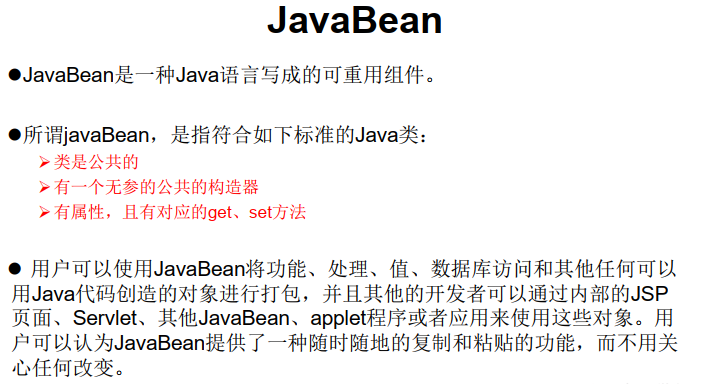 JavaBean
●JavaBean是一种Java语言写成的可重用组件。
●所谓javaBean，是指符合如下标准的Java类：
➢类是公共的
➢有一个无参的公共的构造器
➢有属性，且有对应的get、set方法
● 用户可以使用JavaBean将功能、处理、值、数据库访问和其他任何可以
用Java代码创造的对象进行打包，并且其他的开发者可以通过内部的JSP
页面、Servlet、其他JavaBean、applet程序或者应用来使用这些对象。用
户可以认为JavaBean提供了一种随时随地的复制和粘贴的功能，而不用关
心任何改变。